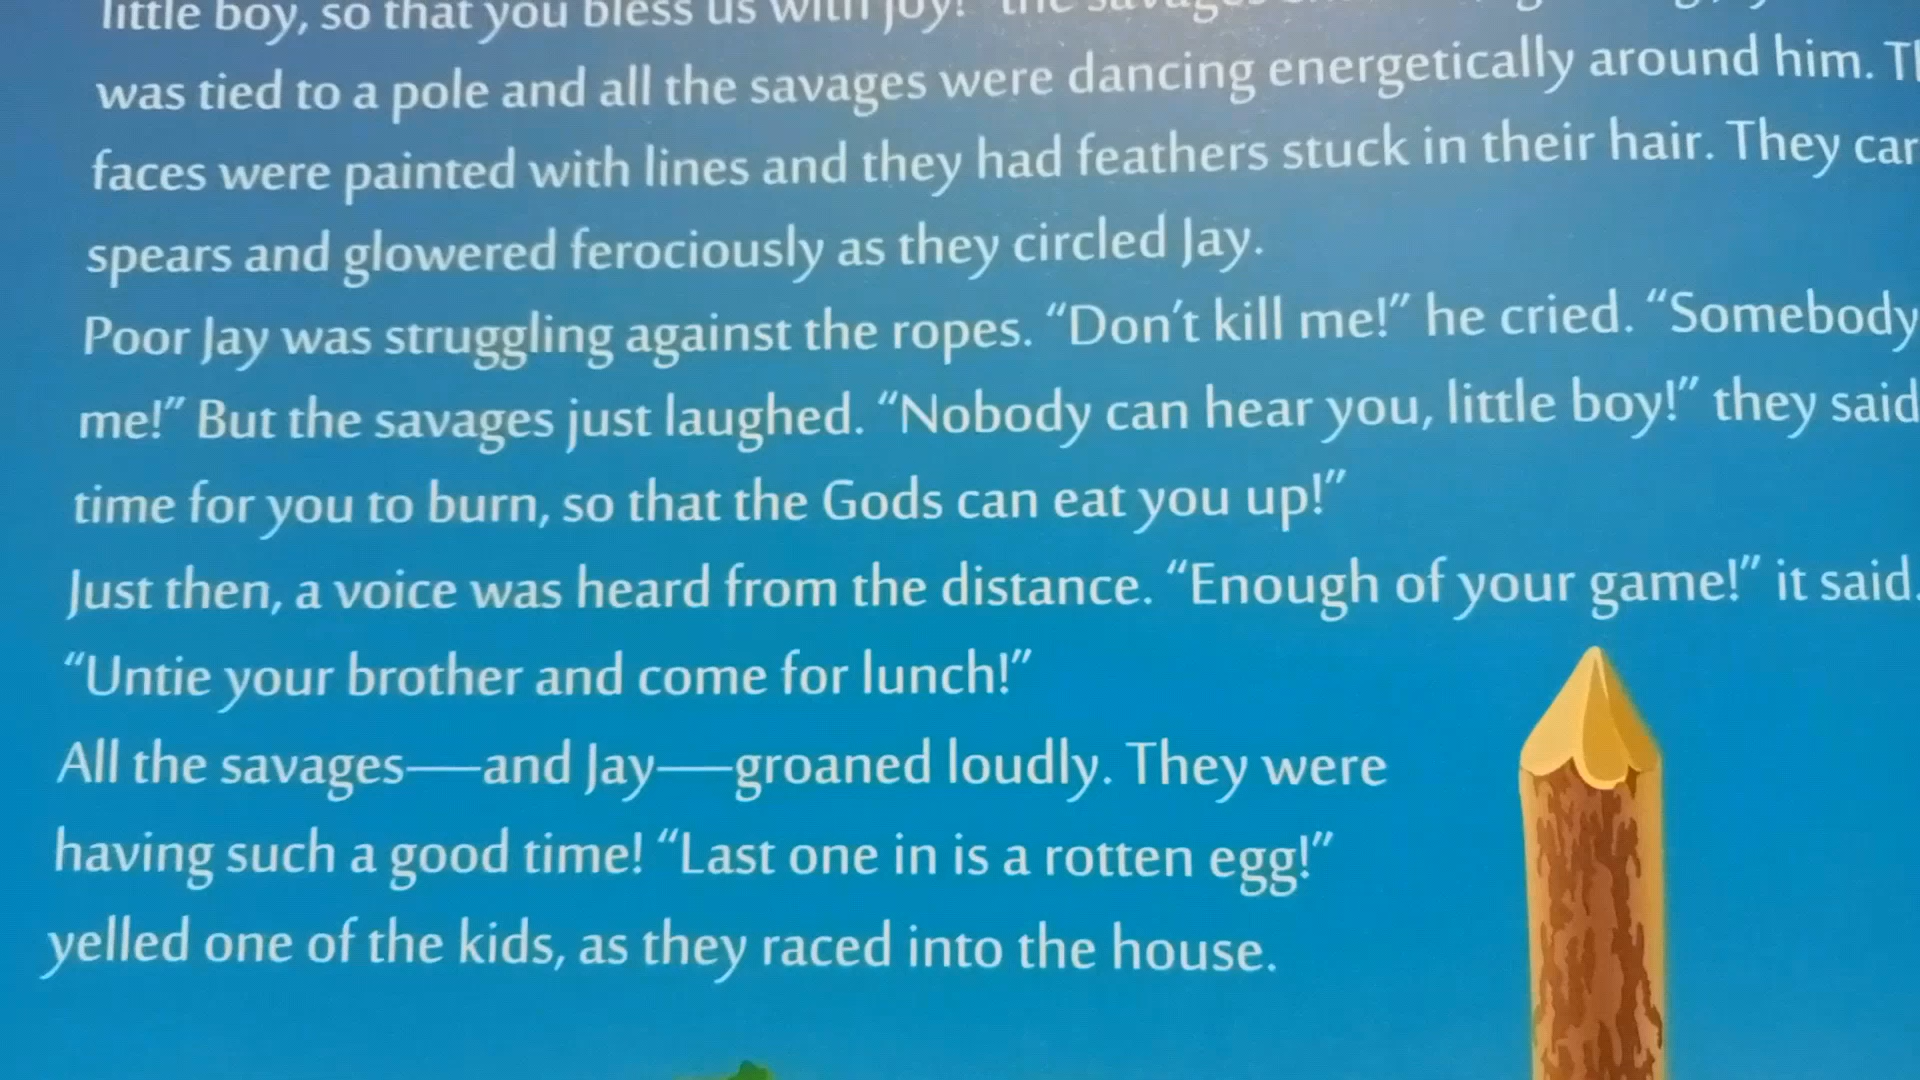 little boy, so that you bless us with joy!" the savages
was tied to a pole and all the savages were dancing energetically around him.
faces were painted with lines and they had feathers stuck in their hair. They
spears and glowered ferociously as they circled Jay.
Poor Jay was struggling against the ropes. “Don’t kill me!” he cried. “Somebody
me!” But the savages just laughed. “Nobody can hear you, little boy!” they said
time for you to burn, so that the Gods can eat you up!”
Just then, a voice was heard from the distance. “Enough of your game!” it said.
“Untie your brother and come for lunch!”
All the savages—and Jay—groaned loudly. They were
having such a good time! “Last one in is a rotten egg!”
yelled one of the kids, as they raced into the house.